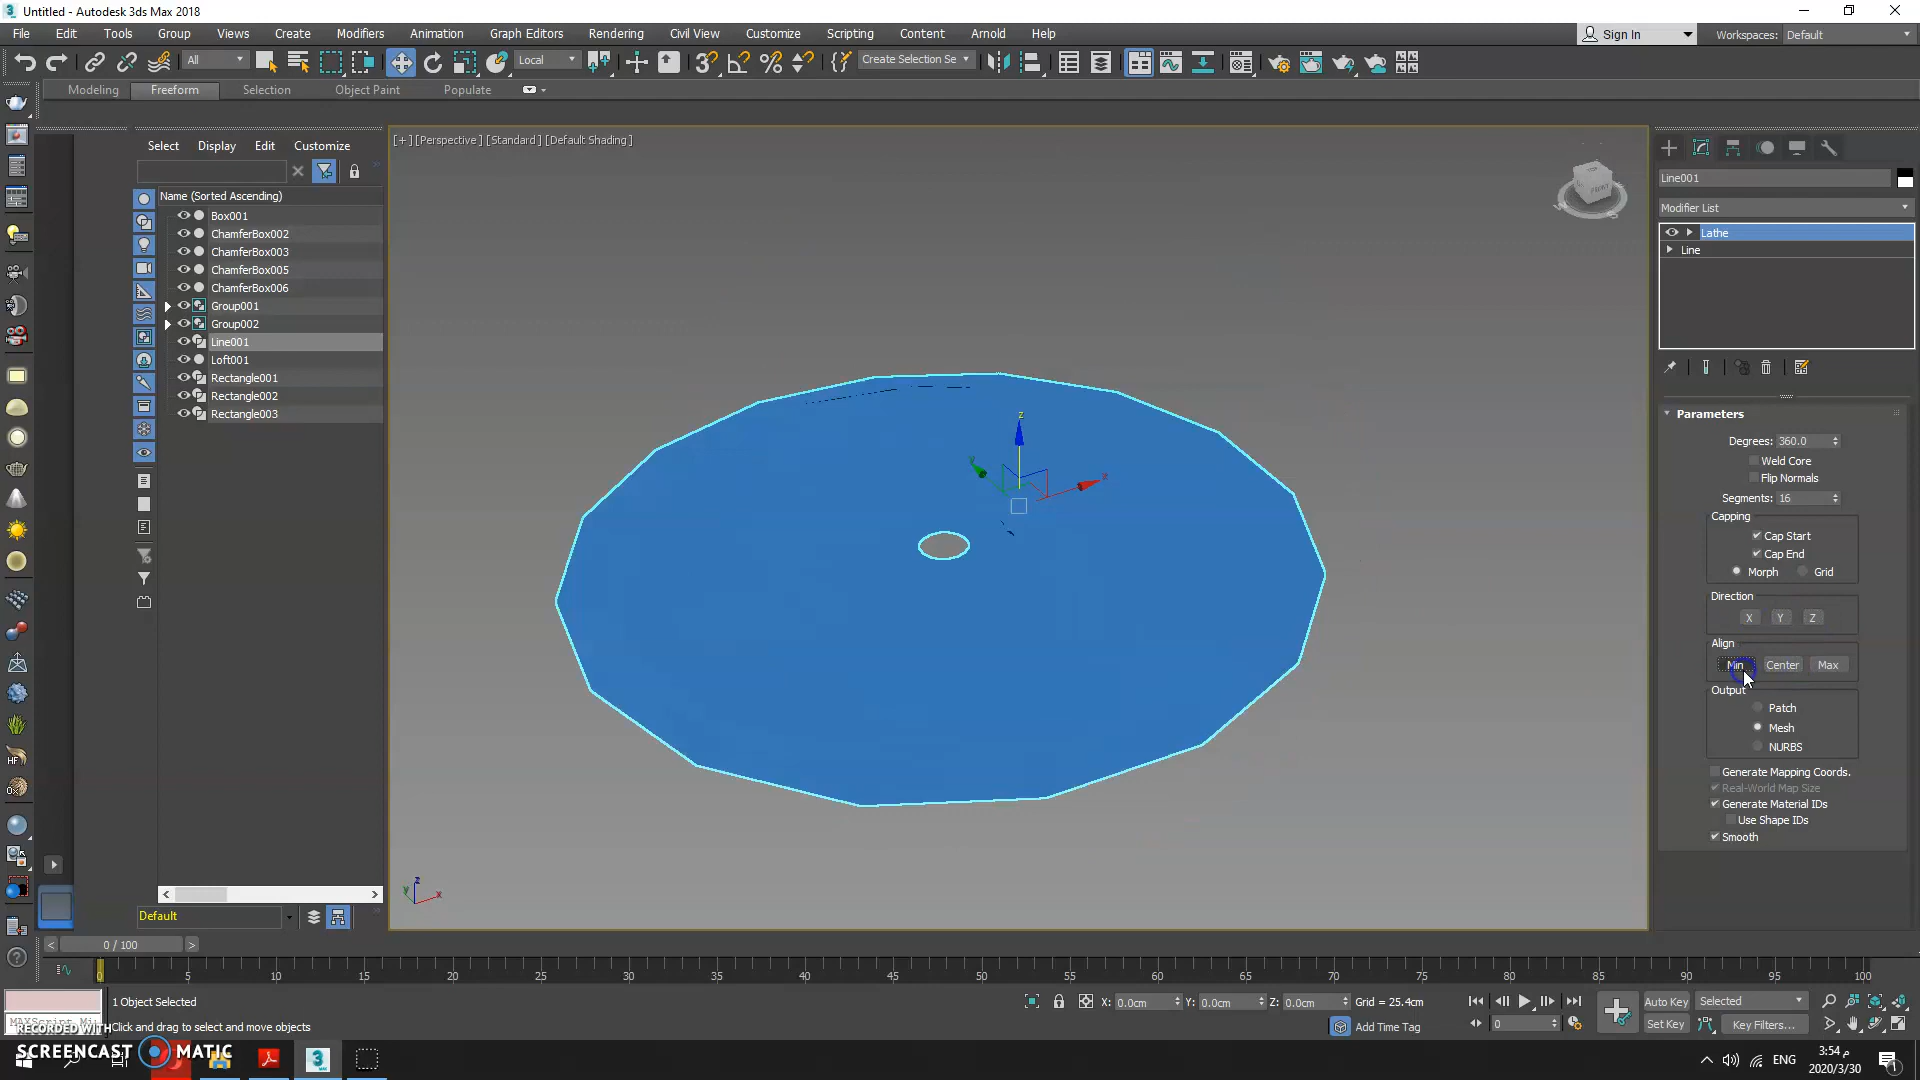 Untitled - Autodesk 3ds Max 2018
File Edit Tools Group Views Create Modifiers Animation Graph Editors Rendering Civil View Customize Scripting Content Arnold Help
Sign In
Workspaces: Default
All
Local
Create Selection Se
Modeling Freeform Selection Object Paint Populate
Select Display Edit Customize
[+] [Perspective] [Standard] [Default Shading]
Name (Sorted Ascending)
Box001
ChamferBox002
ChamferBox003
ChamferBox005
ChamferBox006
Group001
Group002
Line001
Loft001
Rectangle001
Rectangle002
Rectangle003
Default
z
y
x
z
y
x
FRONT
Line001
Modifier List
Lathe
Line
Parameters
Degrees: 360.0
Weld Core
Flip Normals
Segments: 16
Capping
Cap Start
Cap End
Morph Grid
Direction
X Y Z
Align
Min Center Max
Output
Patch
Mesh
NURBS
Generate Mapping Coords.
Real-World Map Size
Generate Material IDs
Use Shape IDs
Smooth
< 0 / 100 >
0 5 10 15 20 25 30 35 40 45 50 55 60 65 70 75 80 85 90 95 100
1 Object Selected
X: 0.0cm Y: 0.0cm Z: 0.0cm Grid = 25.4cm
Auto Key Selected
MAXScript Mi
Click and drag to select and move objects
Add Time Tag
0
Set Key Key Filters...
RECORDED WITH
SCREENCAST MATIC
ENG
3:54 م
2020/3/30
1